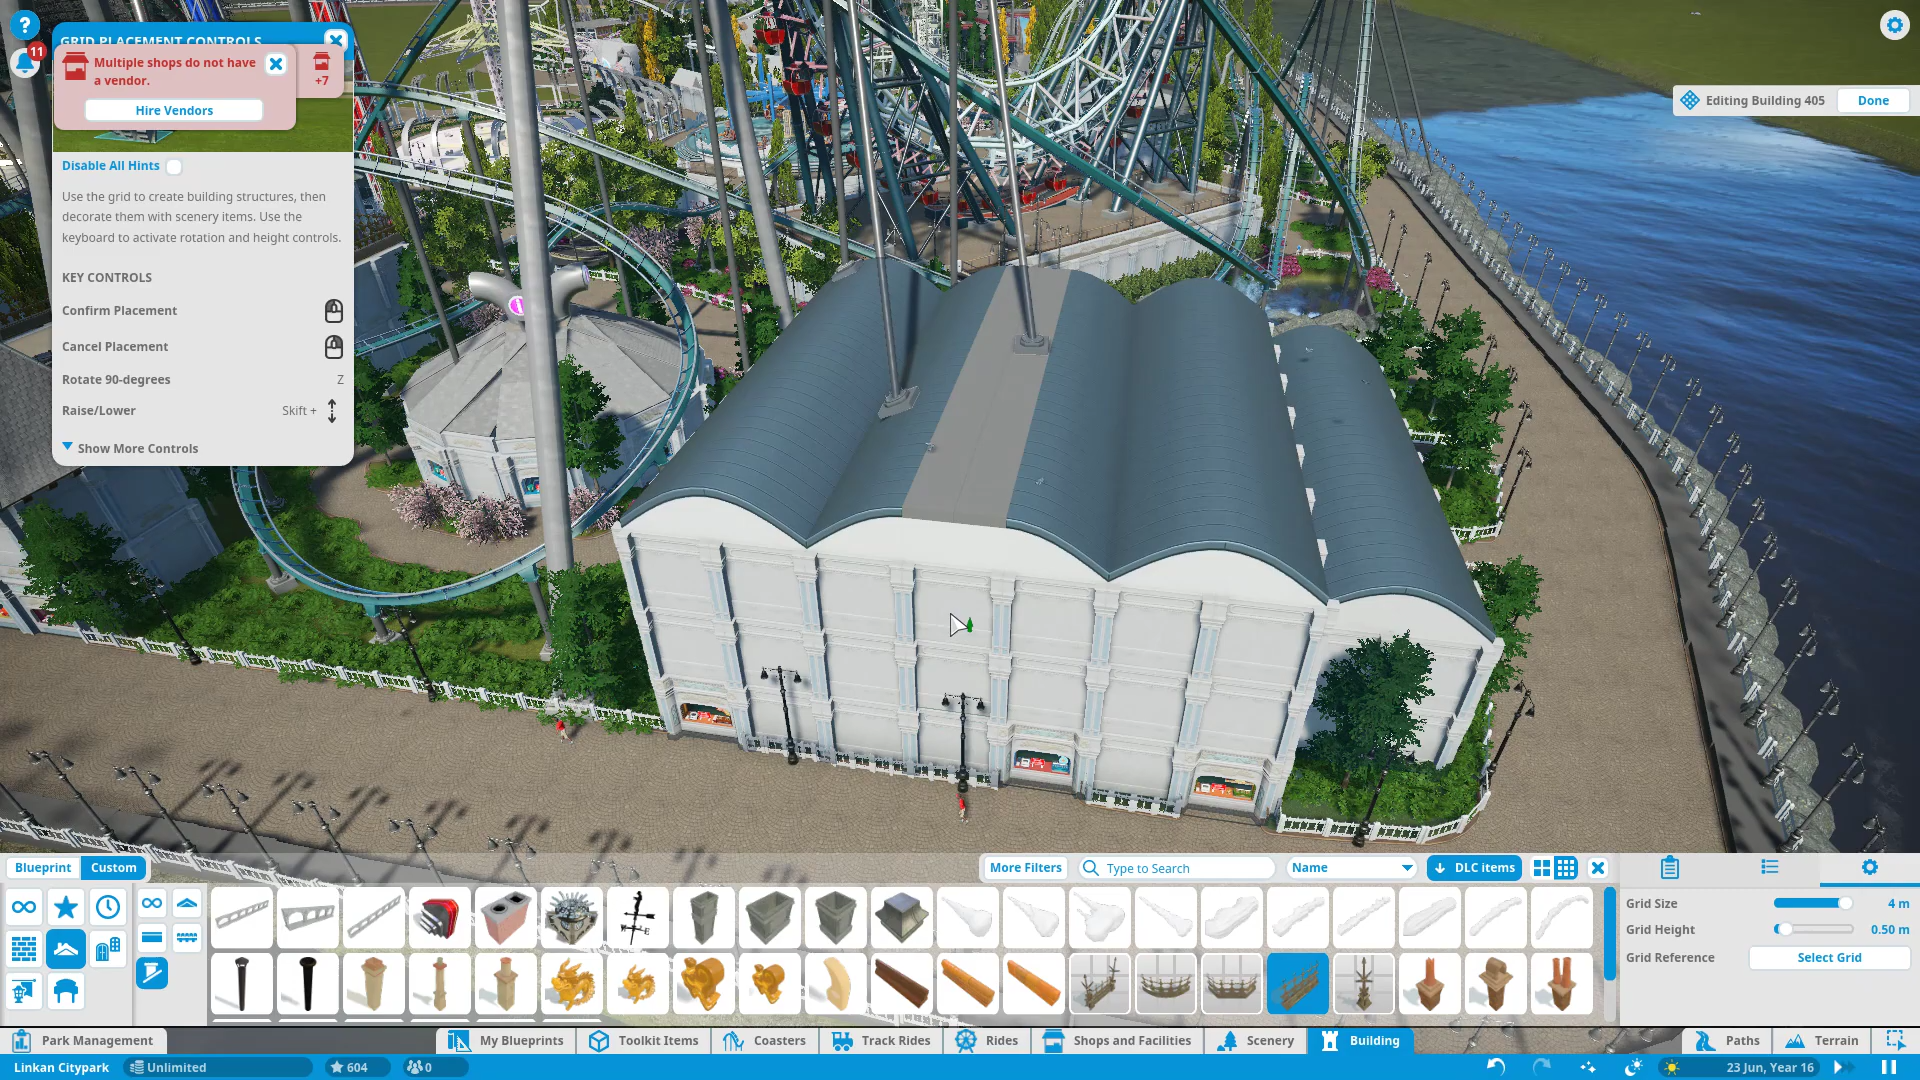 ?
11
GRID PLACEMENT CONTROLS
Multiple shops do not have
a vendor.
+7
Hire Vendors
Disable All Hints
Use the grid to create building structures, then
decorate them with scenery items. Use the
keyboard to activate rotation and height controls.
KEY CONTROLS
Confirm Placement
Cancel Placement
Rotate 90-degrees Z
Raise/Lower Skift +
Show More Controls
Editing Building 405 Done
Blueprint Custom
More Filters Type to Search Name DLC items
Grid Size 4 m
Grid Height 0.50 m
Grid Reference Select Grid
Park Management My Blueprints Toolkit Items Coasters Track Rides Rides Shops and Facilities Scenery Building Paths Terrain
Linkan Citypark Unlimited 604 0 23 Jun, Year 16